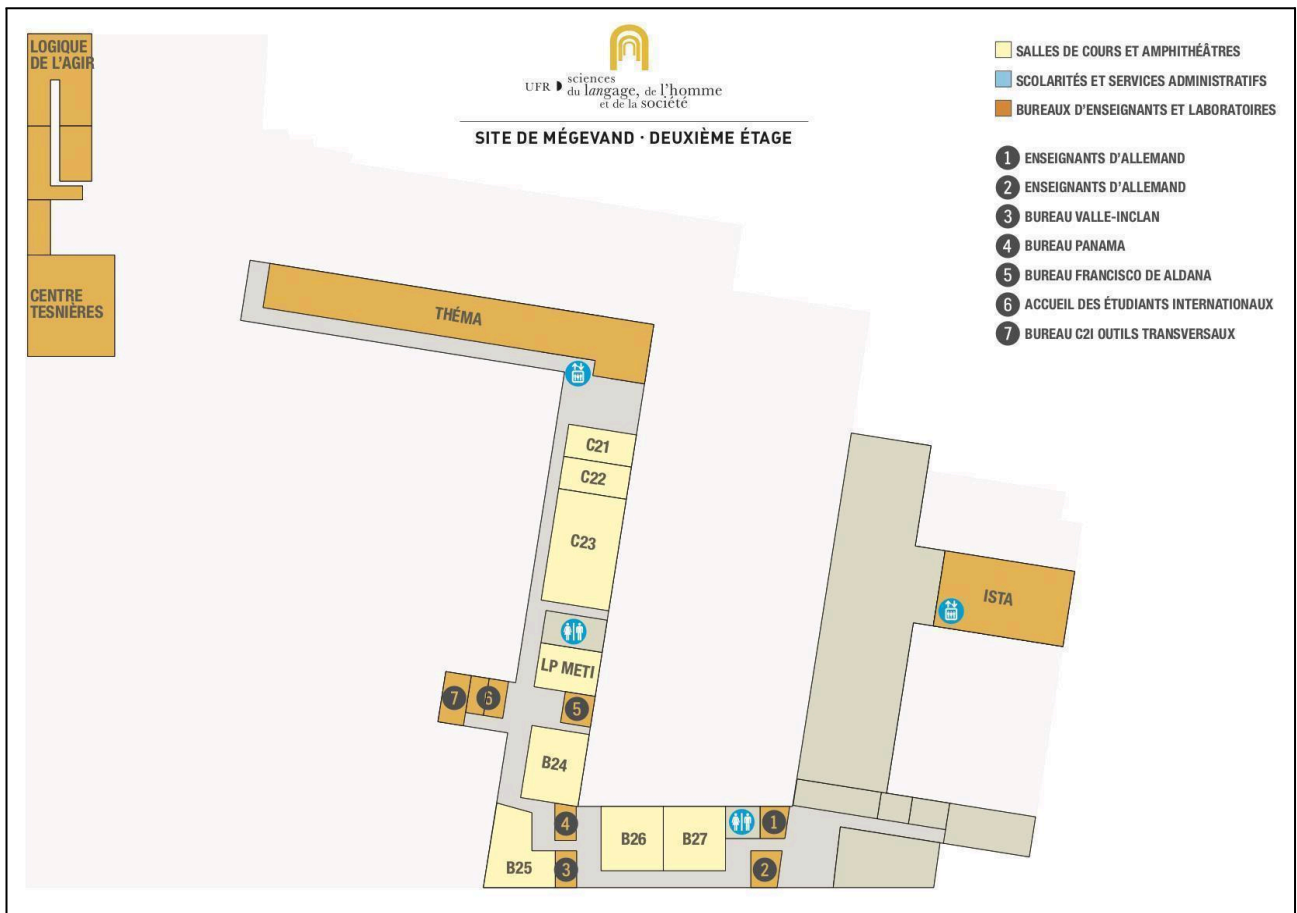 LOGIQUE
DE L'AGIR
UFR sciences
du langage, de l'homme
et de la société
SITE DE MÉGEVAND · DEUXIÈME ÉTAGE
SALLES DE COURS ET AMPHITHÉÂTRES
SCOLARITÉS ET SERVICES ADMINISTRATIFS
BUREAUX D'ENSEIGNANTS ET LABORATOIRES
1 ENSEIGNANTS D'ALLEMAND
2 ENSEIGNANTS D'ALLEMAND
3 BUREAU VALLE-INCLAN
4 BUREAU PANAMA
5 BUREAU FRANCISCO DE ALDANA
6 ACCUEIL DES ÉTUDIANTS INTERNATIONAUX
7 BUREAU C2I OUTILS TRANSVERSAUX
CENTRE
TESNIÈRES
THÉMA
C21
C22
C23
ISTA
LP METI
7
6
5
B24
4
B26
B27
1
B25
3
2